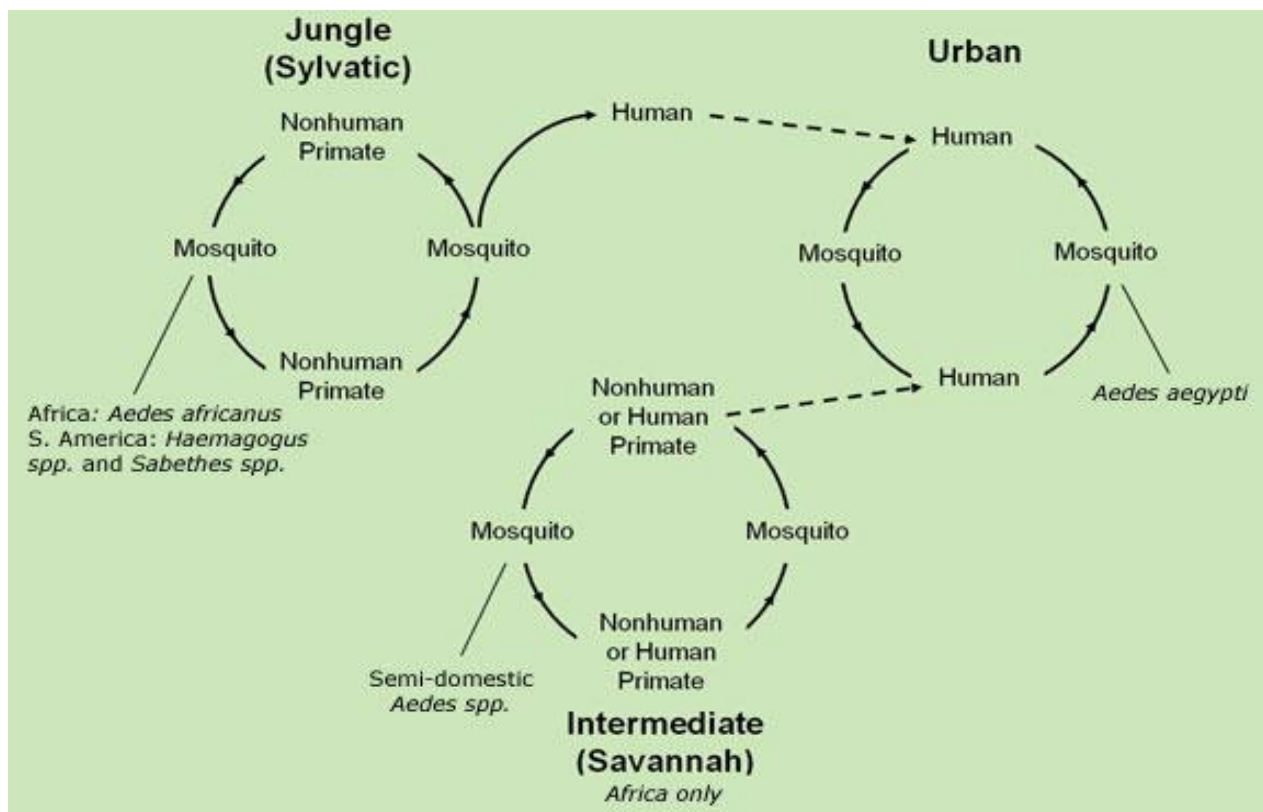 Jungle
(Sylvatic)
Urban
Human
Nonhuman
Primate
Human
Mosquito
Mosquito
Mosquito
Mosquito
Nonhuman
Primate
Human
Africa: Aedes africanus
S. America: Haemagogus
spp. and Sabethes spp.
Nonhuman
or Human
Primate
Aedes aegypti
Mosquito
Mosquito
Nonhuman
or Human
Primate
Semi-domestic
Aedes spp.
Intermediate
(Savannah)
Africa only